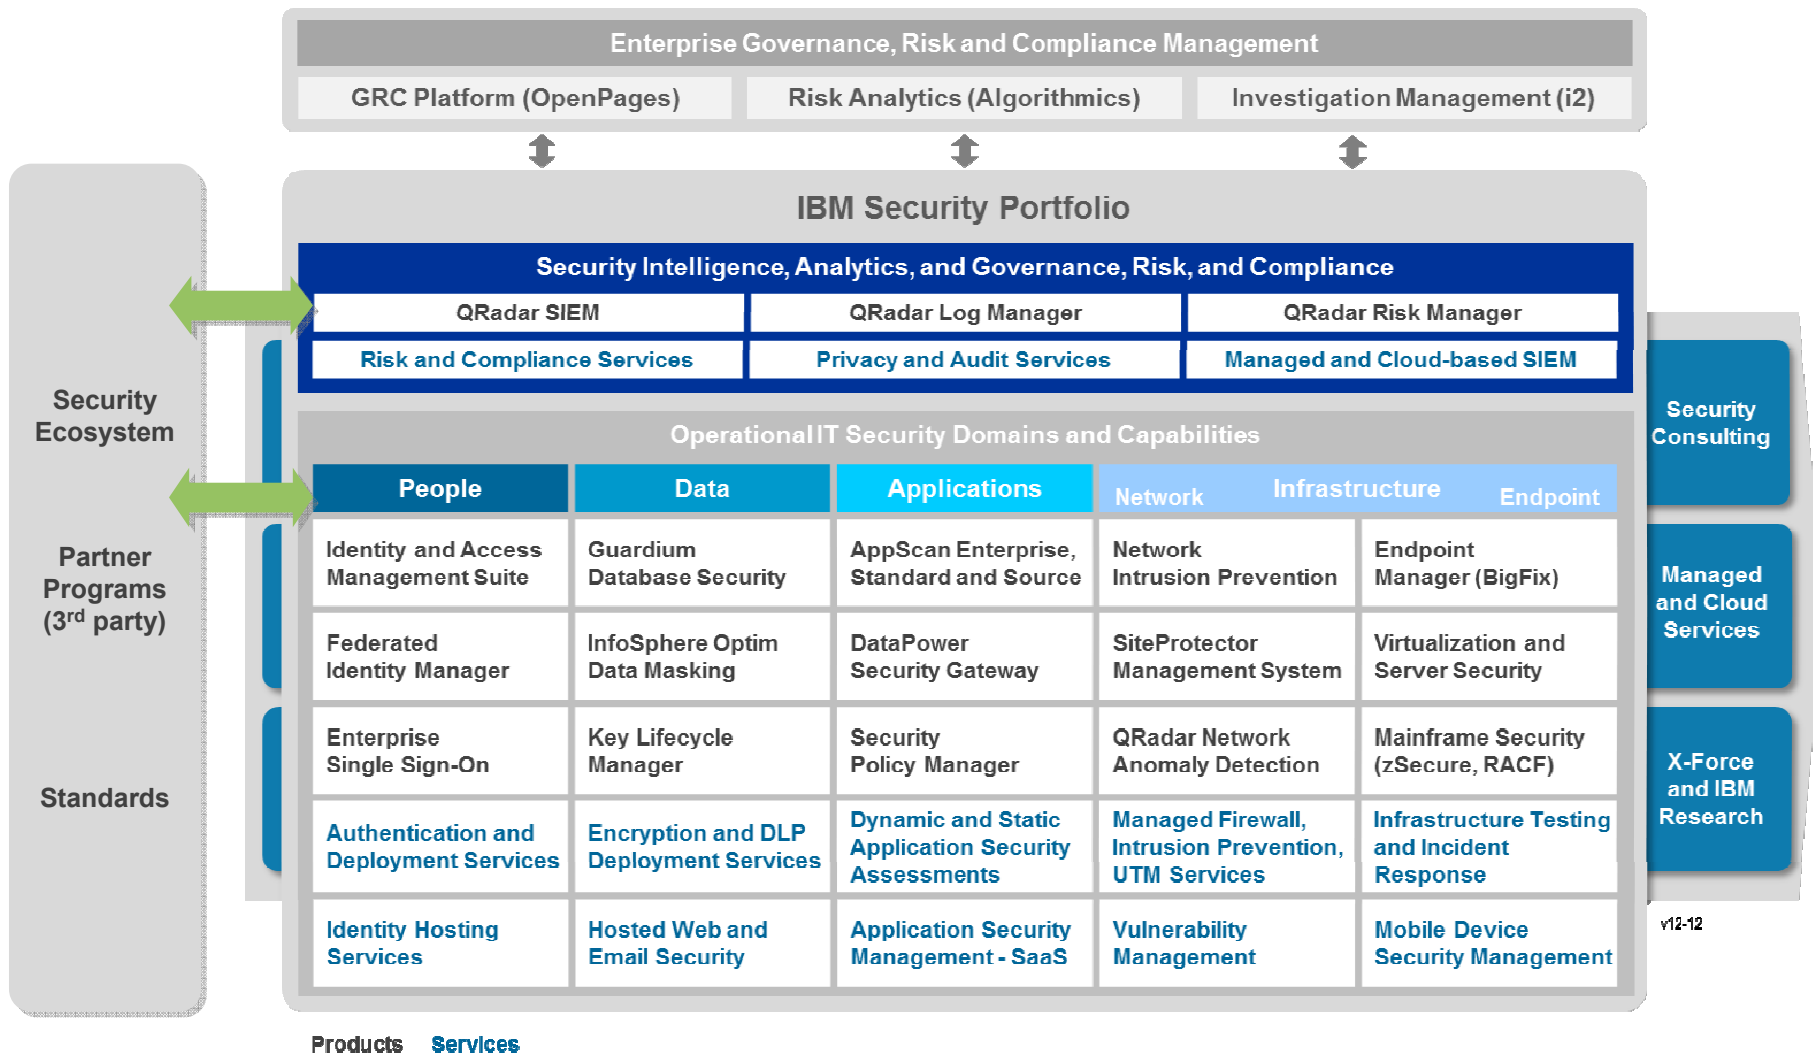 Enterprise Governance, Risk and Compliance Management
GRC Platform (OpenPages)
Risk Analytics (Algorithmics)
Investigation Management (i2)
IBM Security Portfolio
Security Intelligence, Analytics, and Governance, Risk, and Compliance
QRadar SIEM
QRadar Log Manager
QRadar Risk Manager
Risk and Compliance Services
Privacy and Audit Services
Managed and Cloud-based SIEM
Security
Ecosystem
Partner
Programs
(3rd party)
Standards
Operational IT Security Domains and Capabilities
People
Data
Applications
Network
Infrastructure
Endpoint
Identity and Access
Management Suite
Guardium
Database Security
AppScan Enterprise,
Standard and Source
Network
Intrusion Prevention
Endpoint
Manager (BigFix)
Federated
Identity Manager
InfoSphere Optim
Data Masking
DataPower
Security Gateway
SiteProtector
Management System
Virtualization and
Server Security
Enterprise
Single Sign-On
Key Lifecycle
Manager
Security
Policy Manager
QRadar Network
Anomaly Detection
Mainframe Security
(zSecure, RACF)
Authentication and
Deployment Services
Encryption and DLP
Deployment Services
Dynamic and Static
Application Security
Assessments
Managed Firewall,
Intrusion Prevention,
UTM Services
Infrastructure Testing
and Incident
Response
Identity Hosting
Services
Hosted Web and
Email Security
Application Security
Management - SaaS
Vulnerability
Management
Mobile Device
Security Management
Security
Consulting
Managed
and Cloud
Services
X-Force
and IBM
Research
v12-12
Products
Services